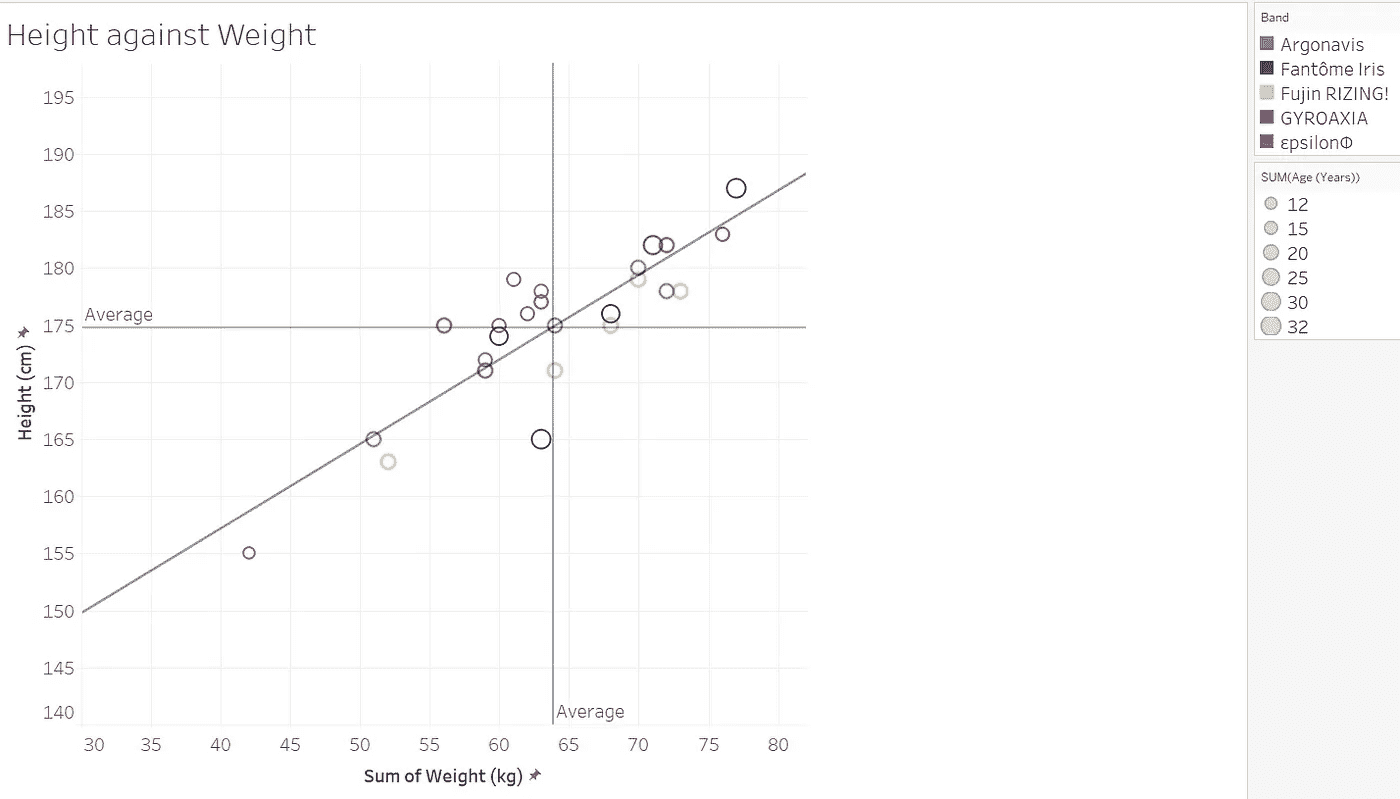 Height against Weight
195
190
185
180
175
170
165
160
155
150
145
140
Height (cm)
Average
Average
30 35 40 45 50 55 60 65 70 75 80
Sum of Weight (kg)
Band
Argonavis
Fantôme Iris
Fujin RIZING!
GYROAXIA
εpsilonΦ
SUM(Age (Years))
12
15
20
25
30
32